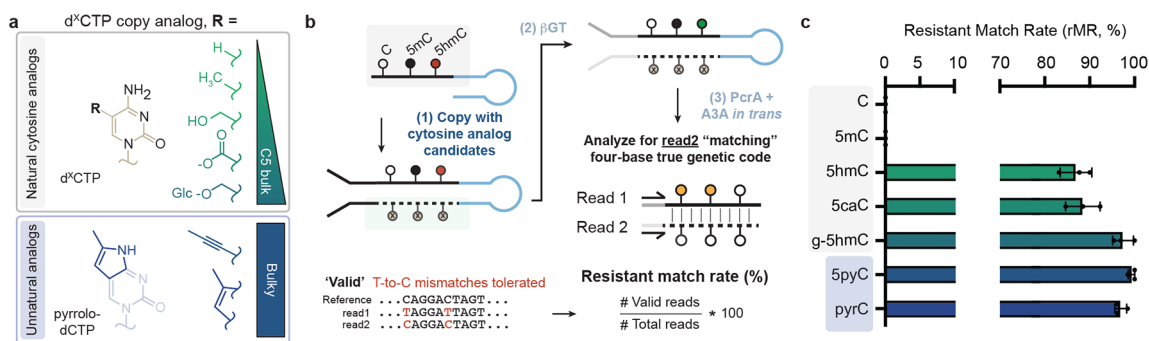 a
dˣCTP copy analog, R =
Natural cytosine analogs
R
NH2
N
N
O
dˣCTP
H
H3C
HO
O
-O
Glc -O
C5 bulk
Unnatural analogs
NH
N
N
O
pyrrolo-
dCTP
Bulky
b
C
5mC
5hmC
(1) Copy with
cytosine analog
candidates
X X X
(2) βGT
X X X
(3) PcrA +
A3A in trans
Analyze for read2 “matching”
four-base true genetic code
Read 1
Read 2
‘Valid’ T-to-C mismatches tolerated
Reference ...CAGGACTAGT...
read1 ...TAGGATTAGT...
read2 ...CAGGACTAGT...
Resistant match rate (%)
# Valid reads
# Total reads
* 100
c
Resistant Match Rate (rMR, %)
0 5 10 70 80 90 100
C
5mC
5hmC
5caC
g-5hmC
5pyC
pyrC